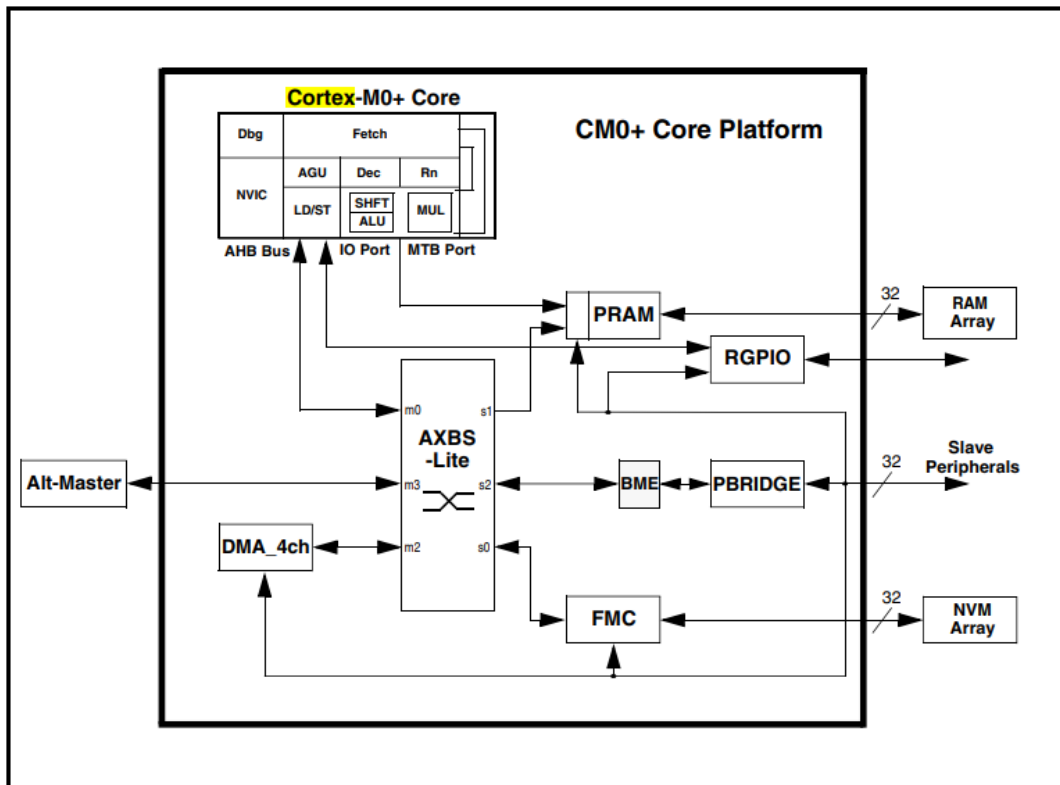 Cortex-M0+ Core
CM0+ Core Platform
Dbg
Fetch
AGU
Dec
Rn
NVIC
LD/ST
SHFT
ALU
MUL
AHB Bus
IO Port
MTB Port
PRAM
32
RAM
Array
RGPIO
m0
s1
AXBS
-Lite
Alt-Master
m3
s2
BME
PBRIDGE
32
Slave
Peripherals
DMA_4ch
m2
s0
FMC
32
NVM
Array